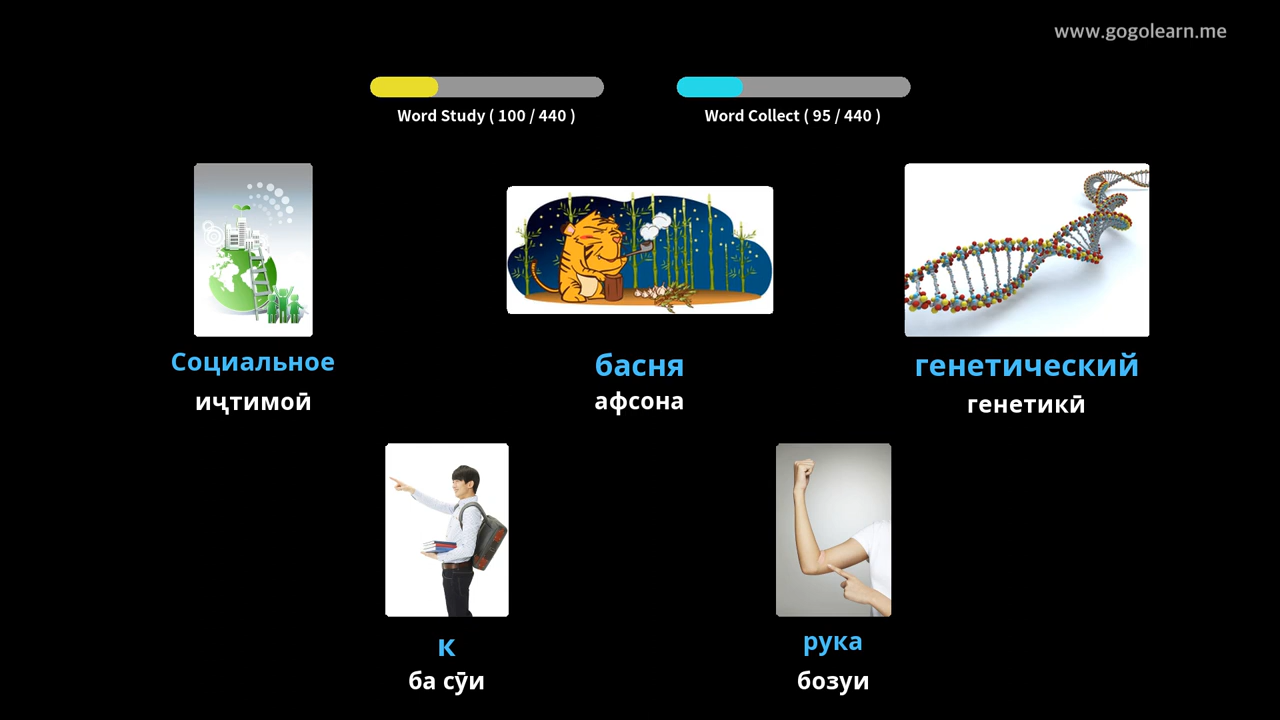 www.gogolearn.me
Word Study ( 100 / 440 )
Word Collect ( 95 / 440 )
Социальное
иҷтимоӣ
басня
афсона
генетический
генетикӣ
к
ба сӯи
рука
бозуи